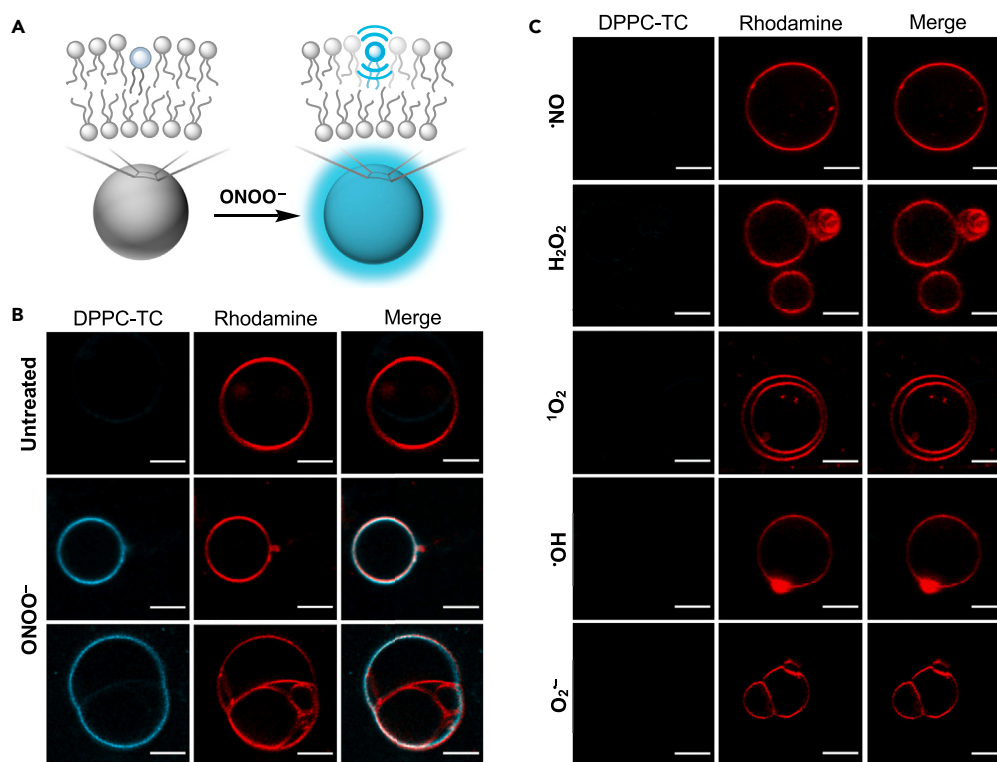 A
ONOO⁻
B
DPPC-TC Rhodamine Merge
Untreated
ONOO⁻
C
DPPC-TC Rhodamine Merge
·NO
H₂O₂
¹O₂
·OH
O₂·⁻